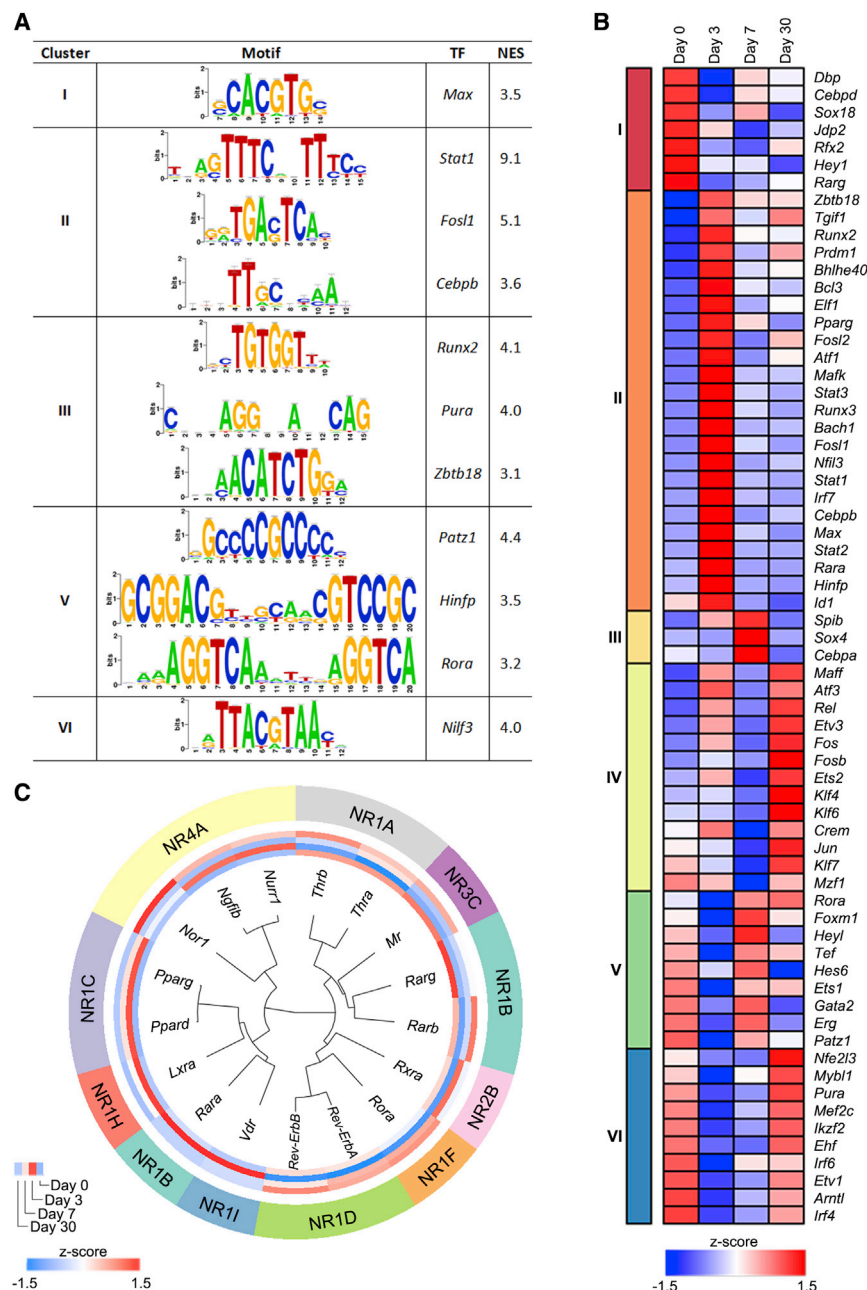 A
Cluster Motif TF NES
I Max 3.5
Stat1 9.1
II Fosl1 5.1
Cebpb 3.6
Runx2 4.1
III Pura 4.0
Zbtb18 3.1
Patz1 4.4
V Hinfp 3.5
Rora 3.2
VI Nilf3 4.0
B
Day 0 Day 3 Day 7 Day 30
I
Dbp
Cebpd
Sox18
Jdp2
Rfx2
Hey1
Rarg
II
Zbtb18
Tgif1
Runx2
Prdm1
Bhlhe40
Bcl3
Elf1
Pparg
Fosl2
Atf1
Mafk
Stat3
Runx3
Bach1
Fosl1
Nfil3
Stat1
Irf7
Cebpb
Max
Stat2
Rara
Hinfp
Id1
III
Spib
Sox4
Cebpa
IV
Maff
Atf3
Rel
Etv3
Fos
Fosb
Ets2
Klf4
Klf6
Crem
Jun
Klf7
Mzf1
V
Rora
Foxm1
Heyl
Tef
Hes6
Ets1
Gata2
Erg
Patz1
VI
Nfe2l3
Mybl1
Pura
Mef2c
Ikzf2
Ehf
Irf6
Etv1
Arntl
Irf4
z-score
-1.5 1.5
C
NR1A
NR3C
NR1B
NR2B
NR1F
NR1D
NR1I
NR1B
NR1H
NR1C
NR4A
Thrb
Thra
Mr
Rarg
Rarb
Rxra
Rora
Rev-ErbA
Rev-ErbB
Vdr
Rara
Lxra
Ppard
Pparg
Nor1
Ngfib
Nurr1
Day 0
Day 3
Day 7
Day 30
z-score
-1.5 1.5